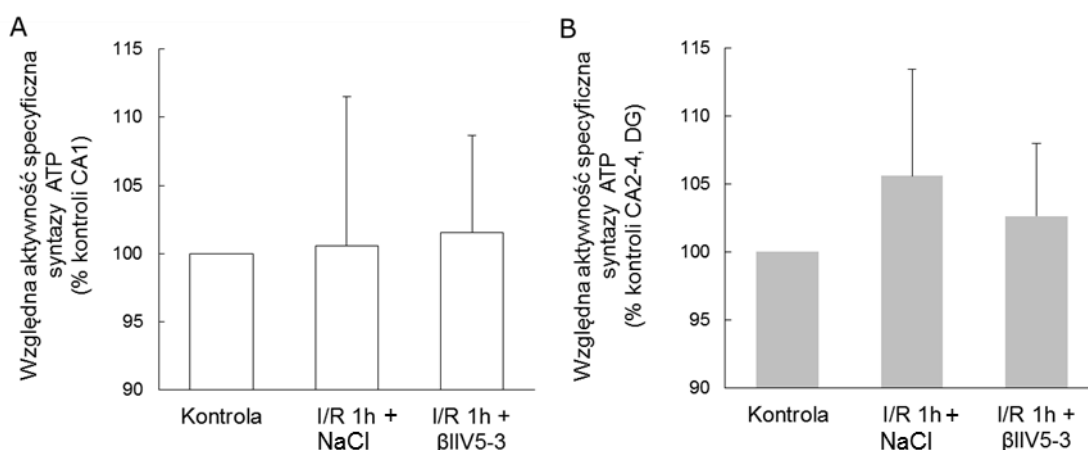 A
Względna aktywność specyficzna
syntazy ATP
(% kontroli CA1)
115
110
105
100
95
90
Kontrola
I/R 1h +
NaCl
I/R 1h +
βIIV5-3
B
Względna aktywność specyficzna
syntazy ATP
(% kontroli CA2-4, DG)
115
110
105
100
95
90
Kontrola
I/R 1h +
NaCl
I/R 1h +
βIIV5-3